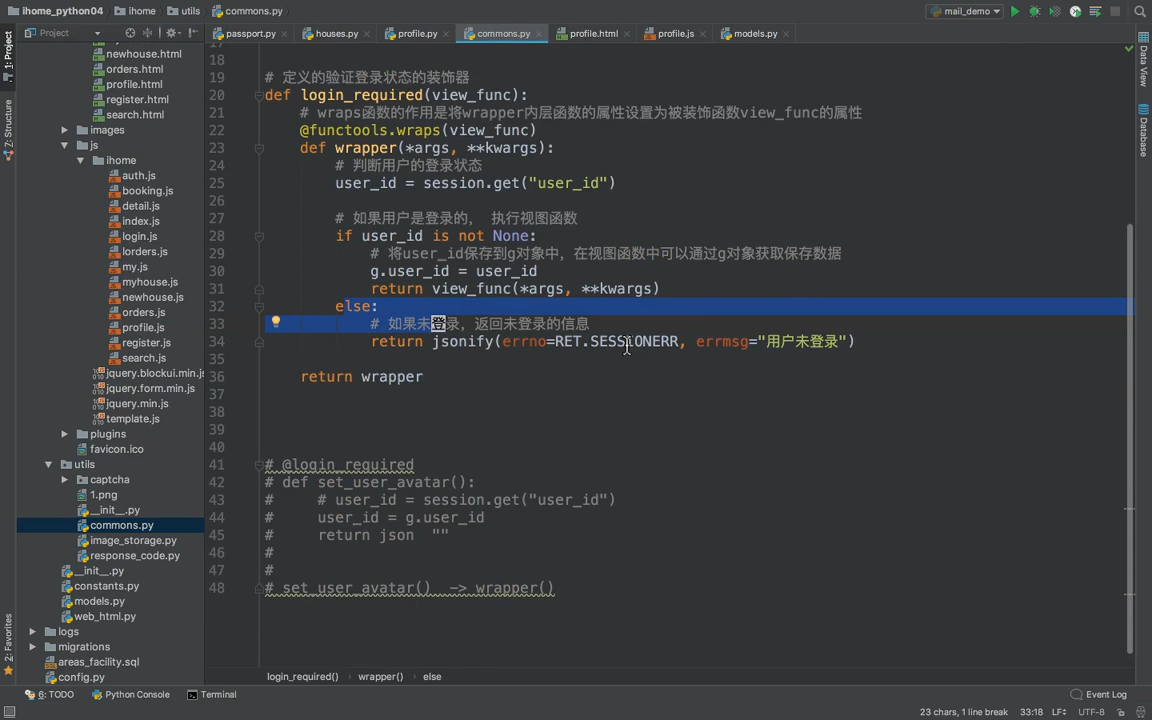 ihome_python04 ihome utils commons.py mail_demo
Project
passport.py houses.py profile.py commons.py profile.html profile.js models.py
1: Project
7: Structure
2: Favorites
Data View
Database
newhouse.html
orders.html
profile.html
register.html
search.html
images
js
ihome
auth.js
booking.js
detail.js
index.js
login.js
lorders.js
my.js
myhouse.js
newhouse.js
orders.js
profile.js
register.js
search.js
jquery.blockui.min.js
jquery.form.min.js
jquery.min.js
template.js
plugins
favicon.ico
utils
captcha
1.png
__init__.py
commons.py
image_storage.py
response_code.py
__init__.py
constants.py
models.py
web_html.py
logs
migrations
areas_facility.sql
config.py
18
19 # 定义的验证登录状态的装饰器
20 def login_required(view_func):
21 # wraps函数的作用是将wrapper内层函数的属性设置为被装饰函数view_func的属性
22 @functools.wraps(view_func)
23 def wrapper(*args, **kwargs):
24 # 判断用户的登录状态
25 user_id = session.get("user_id")
26
27 # 如果用户是登录的， 执行视图函数
28 if user_id is not None:
29 # 将user_id保存到g对象中，在视图函数中可以通过g对象获取保存数据
30 g.user_id = user_id
31 return view_func(*args, **kwargs)
32 else:
33 # 如果未登录，返回未登录的信息
34 return jsonify(errno=RET.SESSIONERR, errmsg="用户未登录")
35
36 return wrapper
37
38
39
40
41 # @login_required
42 # def set_user_avatar():
43 # # user_id = session.get("user_id")
44 # user_id = g.user_id
45 # return json ""
46 #
47 #
48 # set_user_avatar() -> wrapper()
login_required() wrapper() else
6: TODO Python Console Terminal Event Log
23 chars, 1 line break 33:18 LF UTF-8